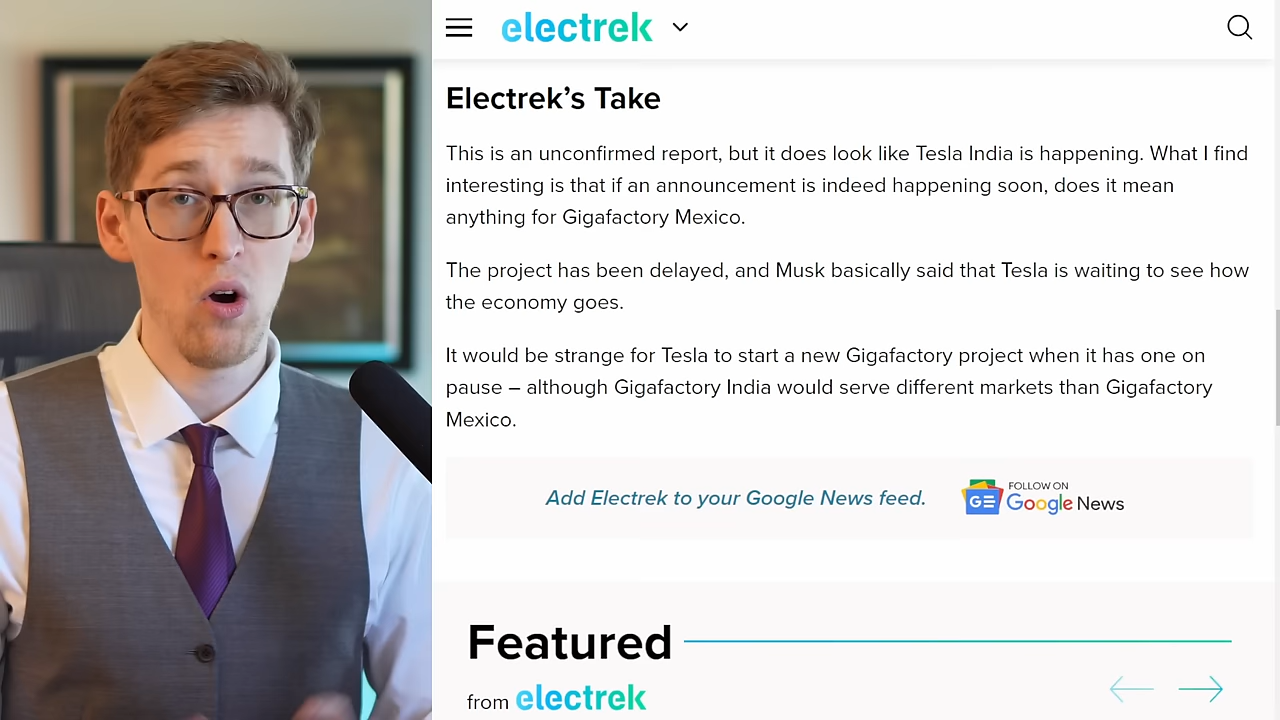 electrek
Electrek’s Take
This is an unconfirmed report, but it does look like Tesla India is happening. What I find
interesting is that if an announcement is indeed happening soon, does it mean
anything for Gigafactory Mexico.
The project has been delayed, and Musk basically said that Tesla is waiting to see how
the economy goes.
It would be strange for Tesla to start a new Gigafactory project when it has one on
pause – although Gigafactory India would serve different markets than Gigafactory
Mexico.
Add Electrek to your Google News feed.
GE
FOLLOW ON
Google News
Featured
from electrek